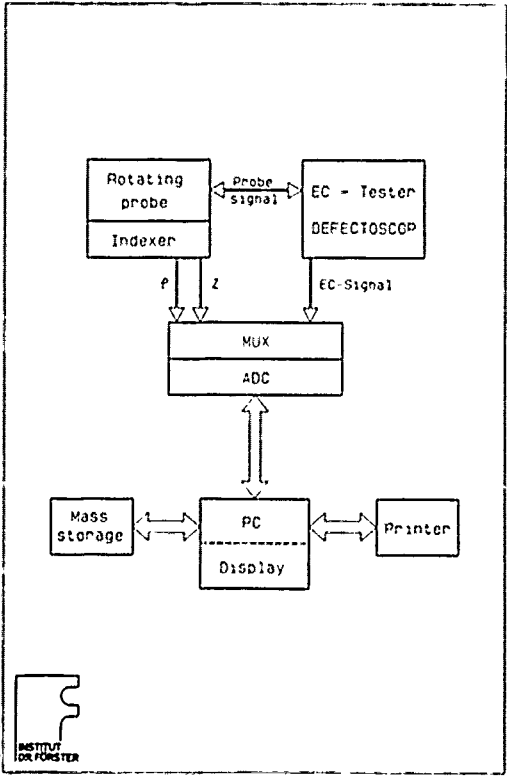 Rotating
probe
Indexer
Probe
signal
EC - Tester
DEFECTOSCOP
φ
Z
EC-Signal
MUX
ADC
Mass
storage
PC
Display
Printer
INSTITUT
DR.FÖRSTER